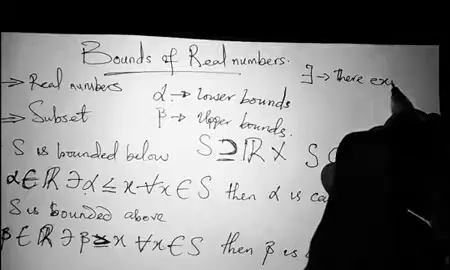 Bounds of Real numbers.
→ Real numbers
∃ → there ex
α → Lower bounds
→ Subset
β → Upper bounds.
S is bounded below
S ⊇ ℝ X S
α ∈ ℝ ∃ α ≤ x ∀ x ∈ S then α is ca
S is bounded above
β ∈ ℝ ∃ β ≥ x ∀ x ∈ S then β is